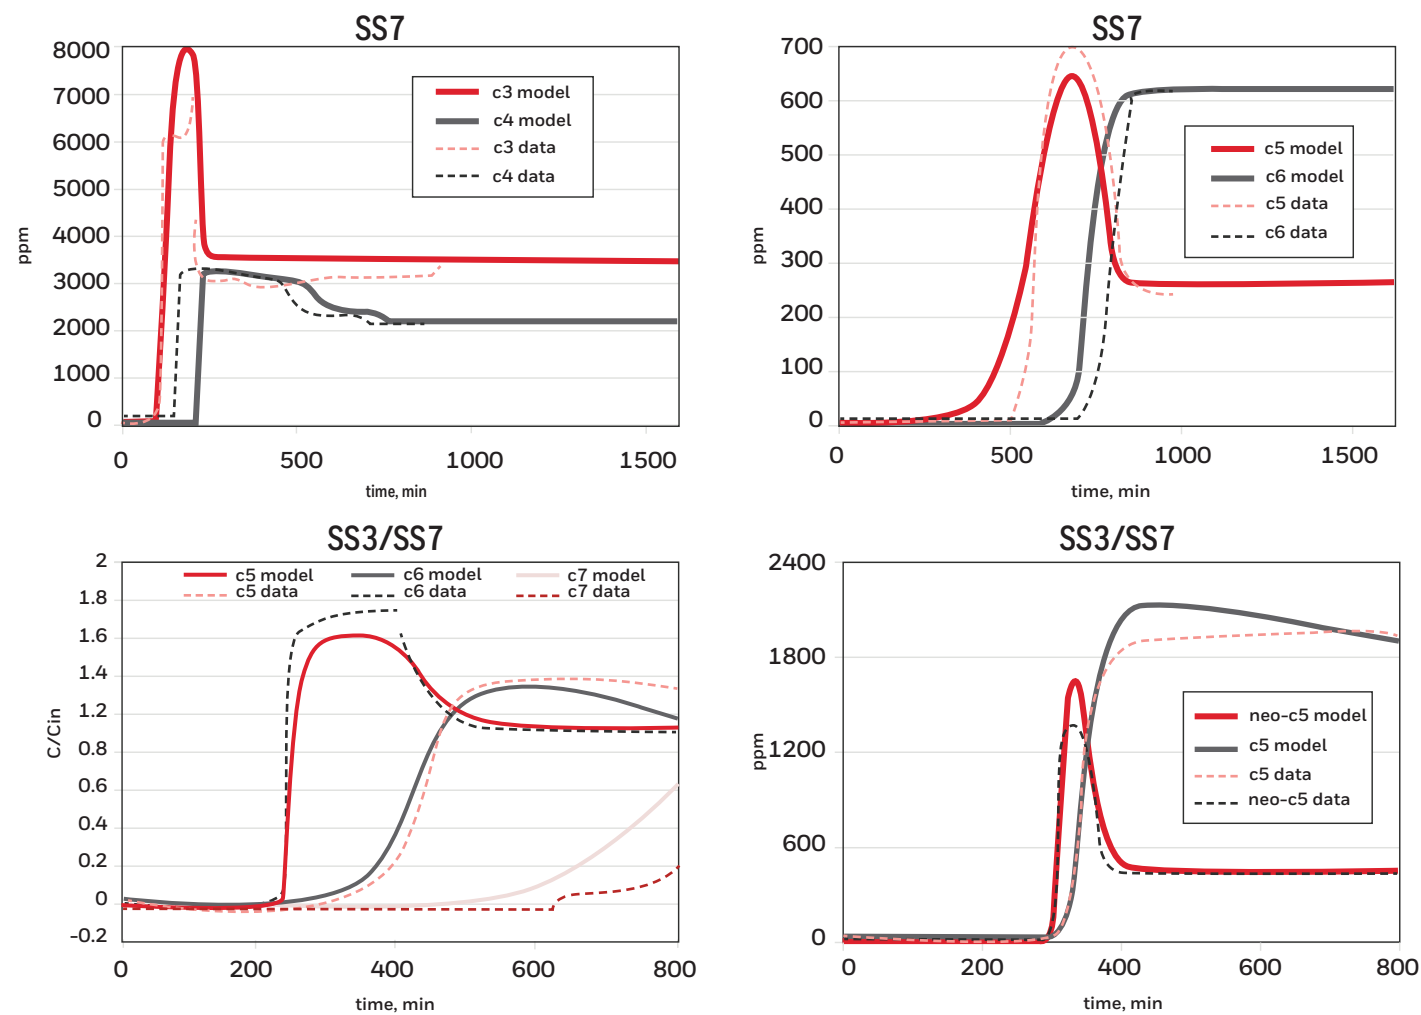 SS7
8000
7000
6000
5000
4000
3000
2000
1000
0
ppm
c3 model
c4 model
c3 data
c4 data
0 500 1000 1500
time, min
SS7
700
600
500
400
300
200
100
0
ppm
c5 model
c6 model
c5 data
c6 data
0 500 1000 1500
time, min
SS3/SS7
2
1.8
1.6
1.4
1.2
0.8
0.6
0.4
0.2
0
-0.2
C/Cin
c5 model c6 model c7 model
c5 data c6 data c7 data
0 200 400 600 800
time, min
SS3/SS7
2400
1800
1200
600
0
ppm
neo-c5 model
c5 model
c5 data
neo-c5 data
0 200 400 600 800
time, min